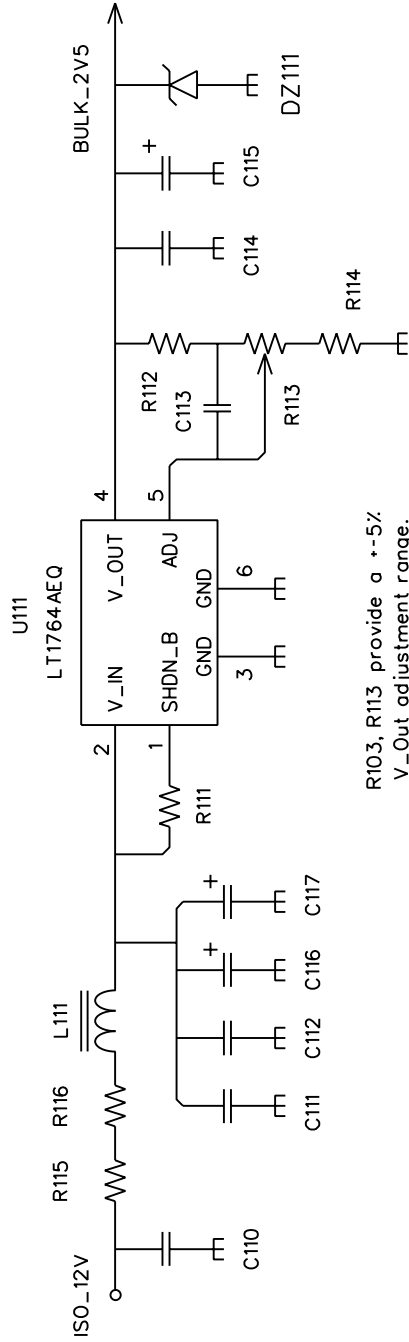 ISO_12V
C110
R115
R116
L111
C111
C112
C116
+
C117
+
R111
U111
LT1764AEQ
2
V_IN
V_OUT
4
1
SHDN_B
ADJ
5
GND
GND
3
6
R112
C113
R113
R114
C114
C115
+
BULK_2V5
DZ111
R103, R113 provide a +-5%
V_Out adjustment range.